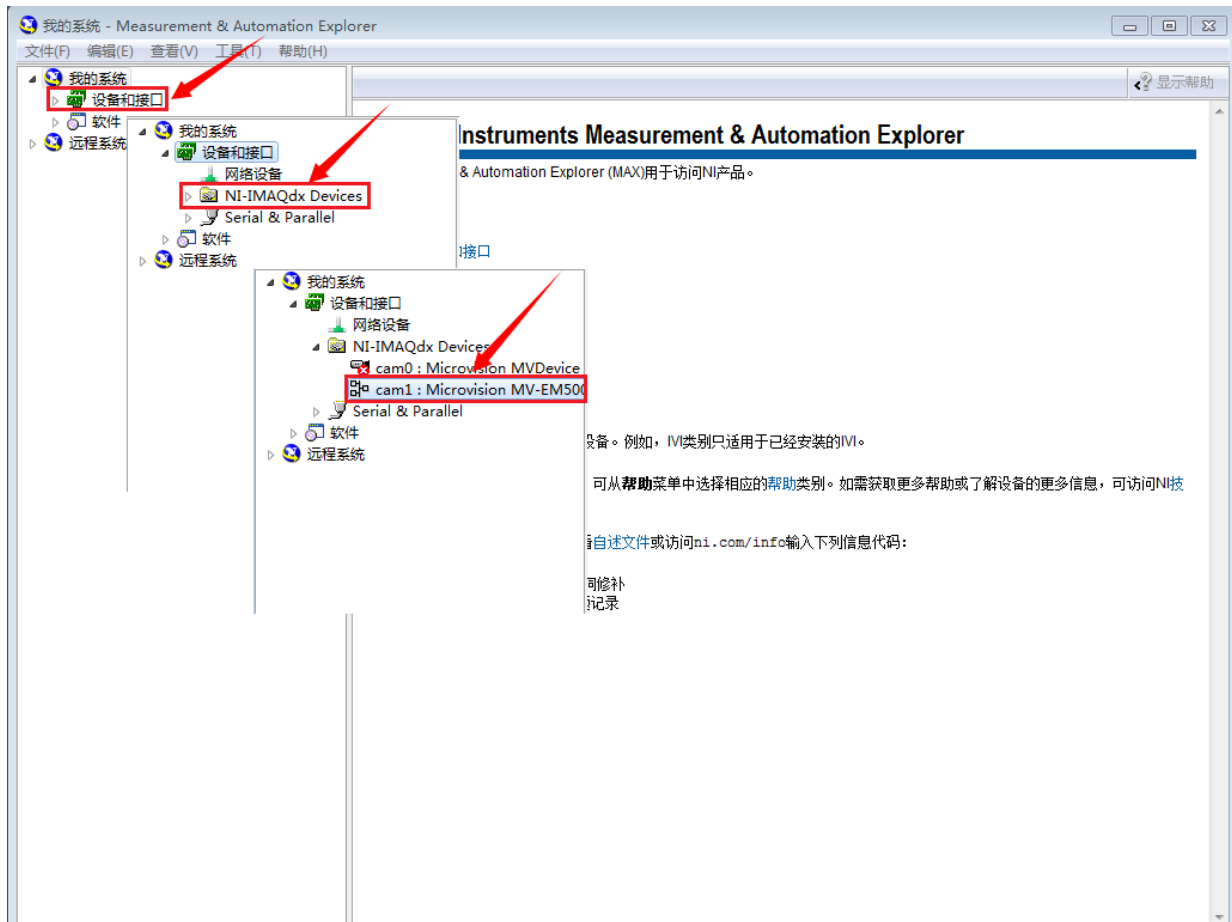 我的系统 - Measurement & Automation Explorer
文件(F) 编辑(E) 查看(V) 工具(T) 帮助(H)
我的系统
设备和接口
软件
远程系统
显示帮助
我的系统
设备和接口
网络设备
NI-IMAQdx Devices
Serial & Parallel
软件
远程系统
我的系统
设备和接口
网络设备
NI-IMAQdx Devices
cam0 : Microvision MVDevice
cam1 : Microvision MV-EM500
Serial & Parallel
软件
远程系统
Instruments Measurement & Automation Explorer
& Automation Explorer (MAX)用于访问NI产品。
接口
设备。例如，IVI类别只适用于已经安装的IVI。
可从帮助菜单中选择相应的帮助类别。如需获取更多帮助或了解设备的更多信息，可访问NI技
自述文件或访问ni.com/info输入下列信息代码：
修补
记录